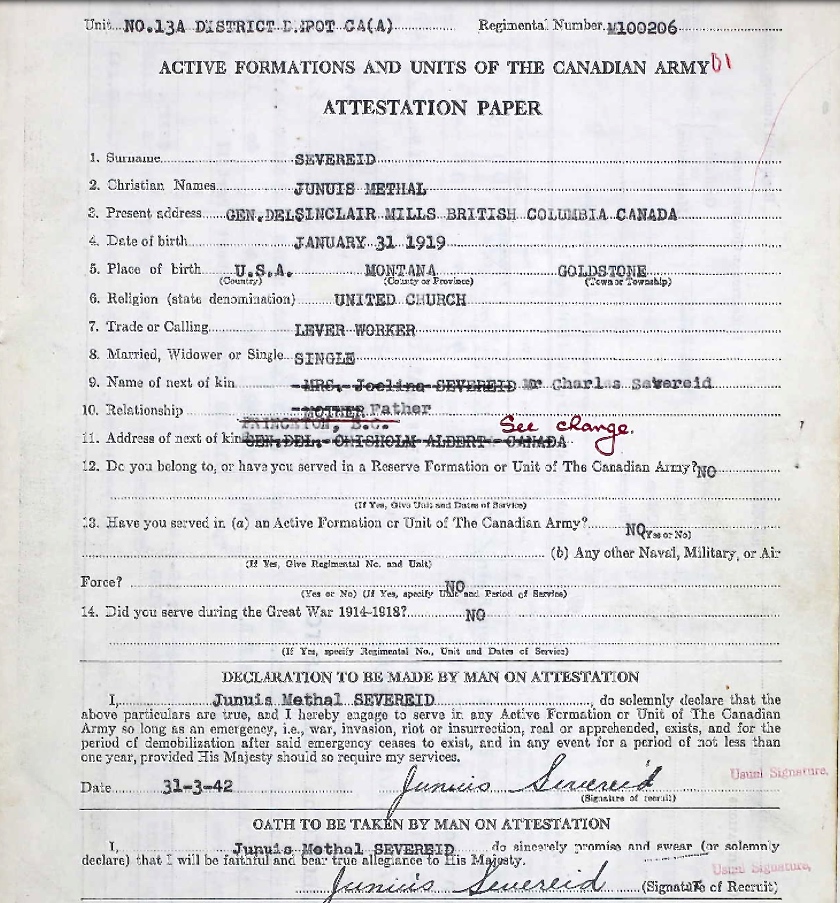 Unit NO.13A DISTRICT D.POT CA(A) Regimental Number. M100206
ACTIVE FORMATIONS AND UNITS OF THE CANADIAN ARMY
ATTESTATION PAPER
1. Surname SEVEREID
2. Christian Names JUNUIS METHAL
3. Present address GEN.DEL SINCLAIR MILLS BRITISH COLUMBIA CANADA
4. Date of birth JANUARY 31 1919
5. Place of birth U.S.A. MONTANA GOLDSTONE
(Country) (County or Province) (Town or Township)
6. Religion (state denomination) UNITED CHURCH
7. Trade or Calling LEVER WORKER
8. Married, Widower or Single SINGLE
9. Name of next of kin MRS. SEVEREID Mr Charles Severeid
10. Relationship MOTHER Father
PRINCETON, B.C. See change.
11. Address of next of kin GEN.DEL. CHISHOLM ALBERT CANADA
12. Do you belong to, or have you served in a Reserve Formation or Unit of The Canadian Army? NO
(If Yes, Give Unit and Dates of Service)
13. Have you served in (a) an Active Formation or Unit of The Canadian Army? NO
(Yes or No)
(b) Any other Naval, Military, or Air
(If Yes, Give Regimental No. and Unit)
Force? NO
(Yes or No) (If Yes, specify Unit and Period of Service)
14. Did you serve during the Great War 1914-1918? NO
(If Yes, specify Regimental No., Unit and Dates of Service)
DECLARATION TO BE MADE BY MAN ON ATTESTATION
I, Junuis Methal SEVEREID, do solemnly declare that the
above particulars are true, and I hereby engage to serve in any Active Formation or Unit of The Canadian
Army so long as an emergency, i.e., war, invasion, riot or insurrection, real or apprehended, exists, and for the
period of demobilization after said emergency ceases to exist, and in any event for a period of not less than
one year, provided His Majesty should so require my services.
Usual Signature,
Date 31-3-42 Junius Severeid
(Signature of recruit)
OATH TO BE TAKEN BY MAN ON ATTESTATION
I, Junuis Methal SEVEREID do sincerely promise and swear (or solemnly
declare) that I will be faithful and bear true allegiance to His Majesty.
Usual Signature,
Junius Severeid (Signature of Recruit)